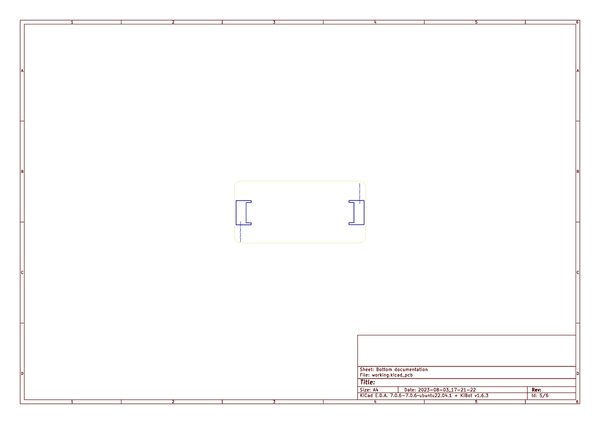 1 2 3 4 5 6
A A
B B
C C
D D
Sheet: Bottom documentation
File: working.kicad_pcb
Title:
Size: A4 Date: 2023-08-03_17-21-22 Rev:
KiCad E.D.A. 7.0.6-7.0.6~ubuntu22.04.1 + KiBot v1.6.3 Id: 5/6
1 2 3 4 5 6